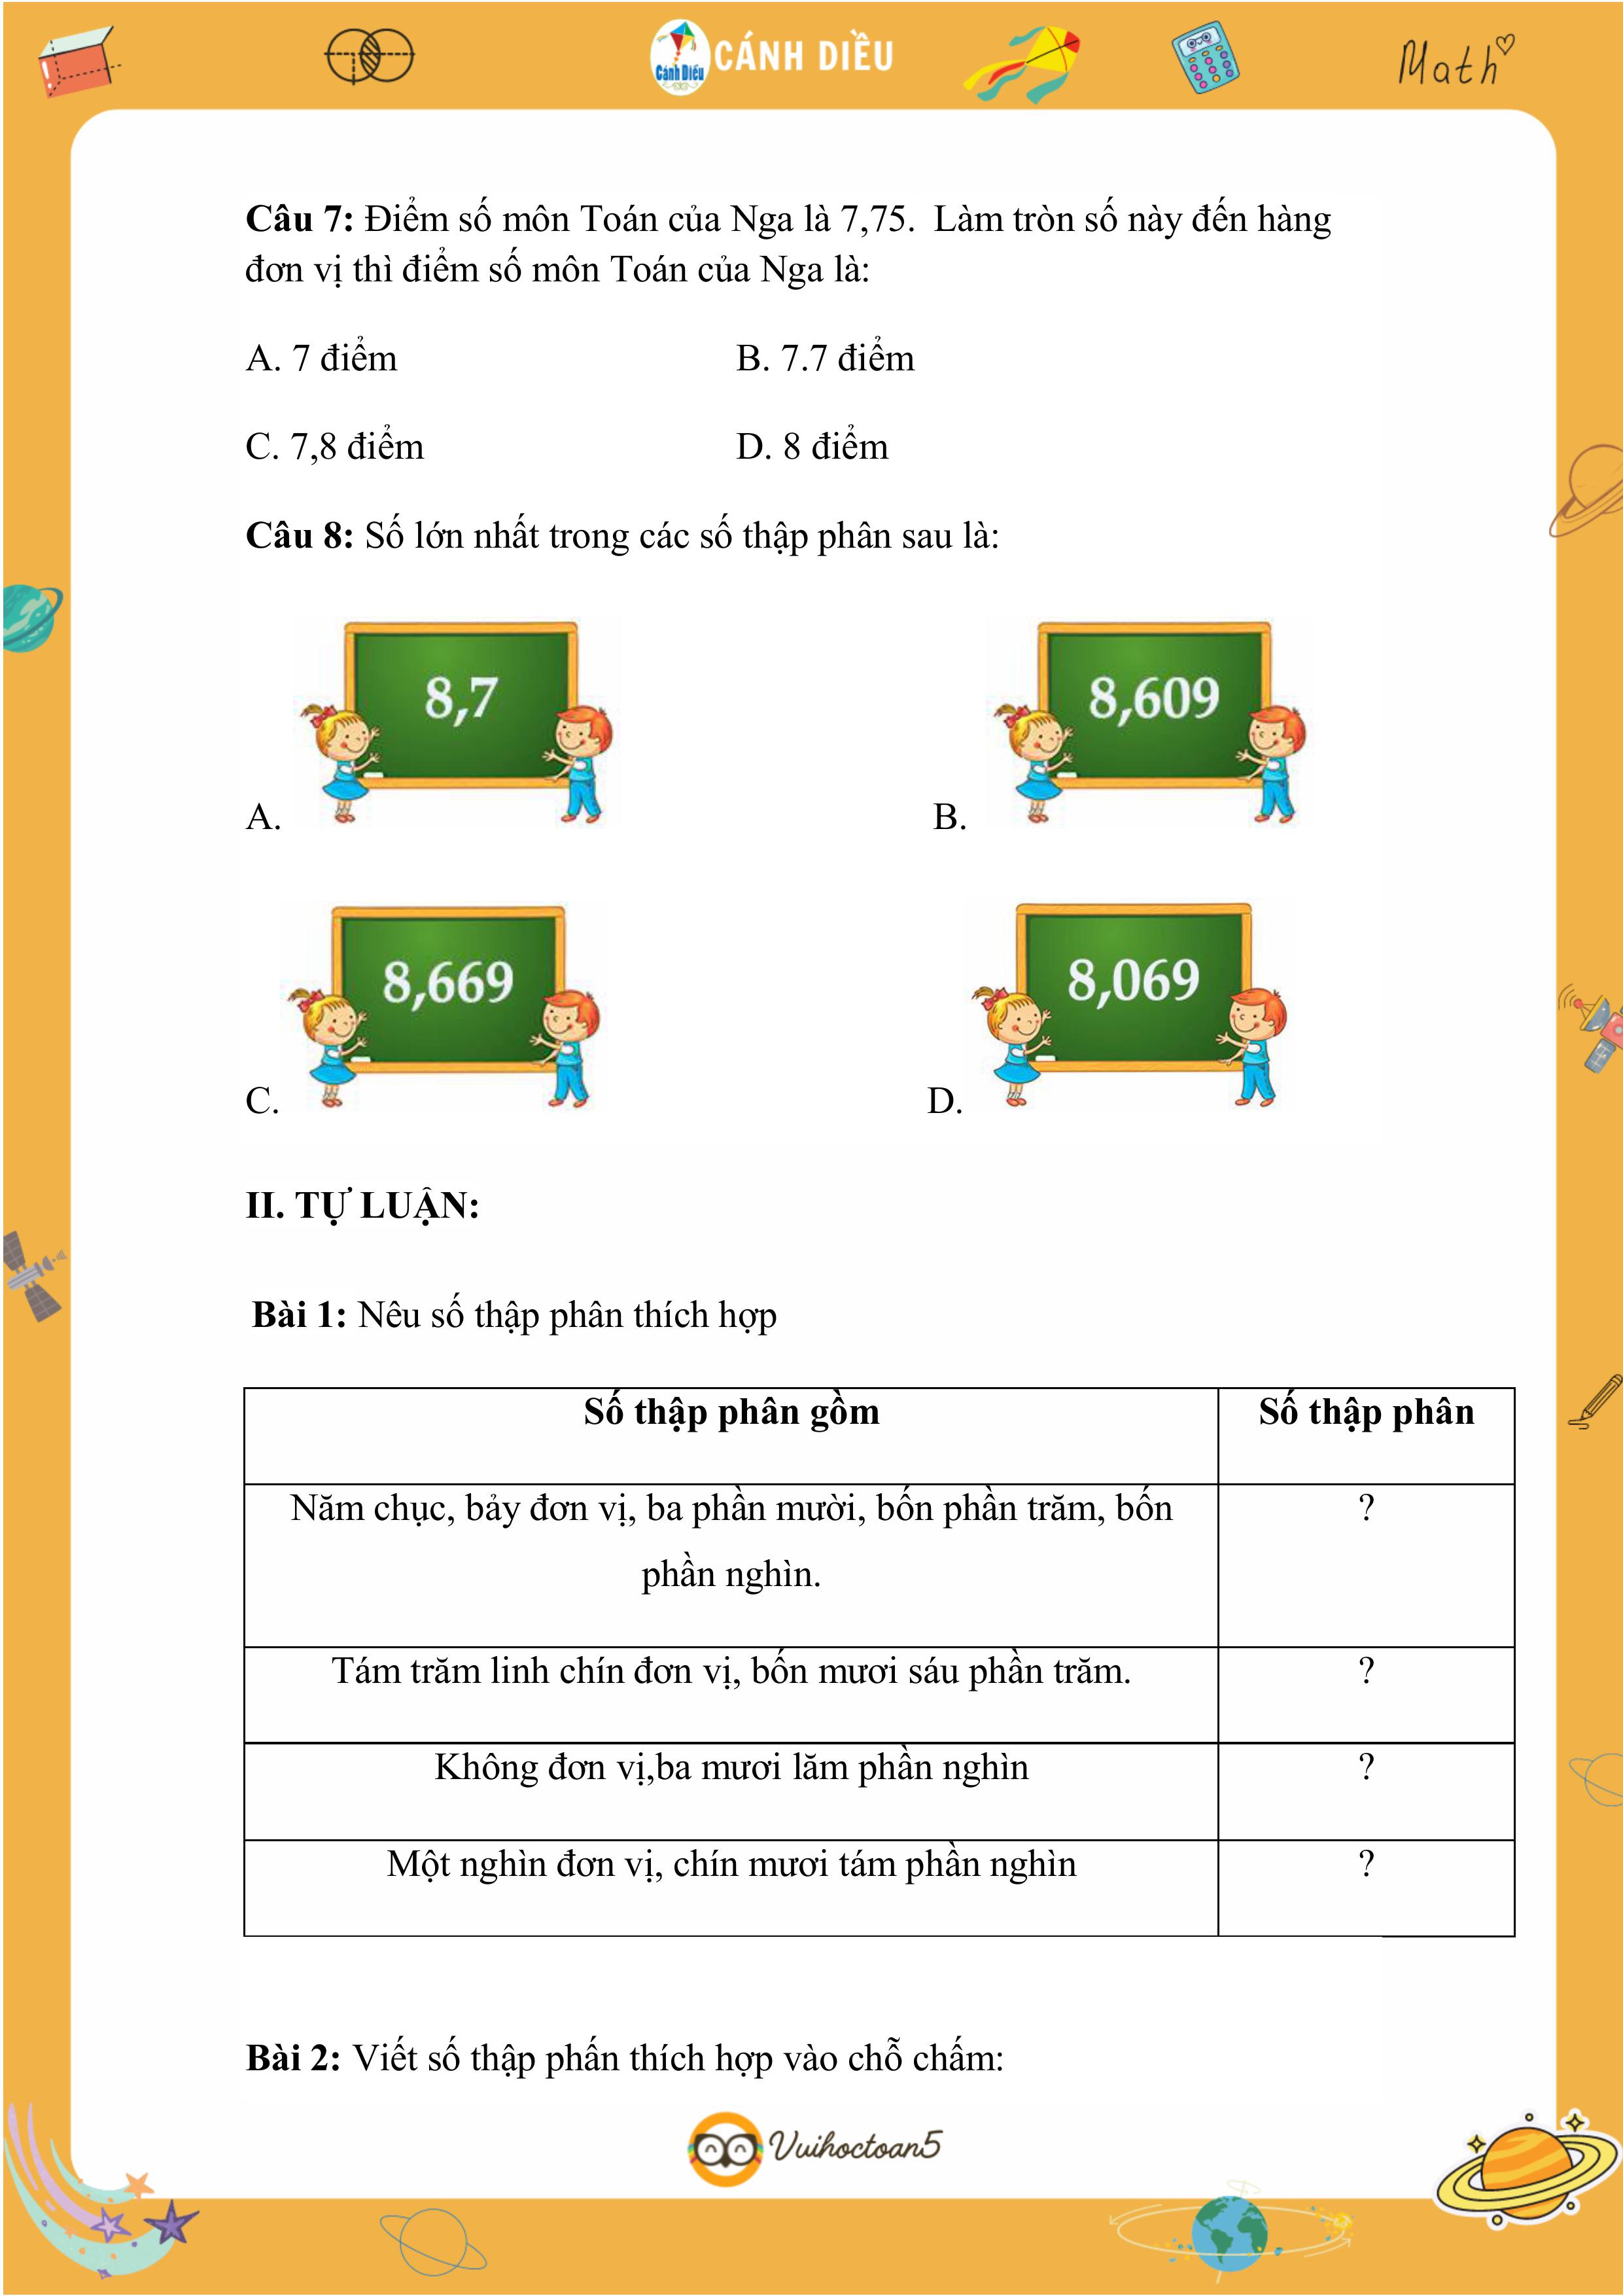 Cánh Diều CÁNH DIỀU Math
Câu 7: Điểm số môn Toán của Nga là 7,75. Làm tròn số này đến hàng
đơn vị thì điểm số môn Toán của Nga là:
A. 7 điểm B. 7.7 điểm
C. 7,8 điểm D. 8 điểm
Câu 8: Số lớn nhất trong các số thập phân sau là:
8,7 8,609
A. B.
8,669 8,069
C. D.
II. TỰ LUẬN:
Bài 1: Nêu số thập phân thích hợp
Số thập phân gồm Số thập phân
Năm chục, bảy đơn vị, ba phần mười, bốn phần trăm, bốn ?
phần nghìn.
Tám trăm linh chín đơn vị, bốn mươi sáu phần trăm. ?
Không đơn vị,ba mươi lăm phần nghìn ?
Một nghìn đơn vị, chín mươi tám phần nghìn ?
Bài 2: Viết số thập phấn thích hợp vào chỗ chấm:
Vuihoctoan5